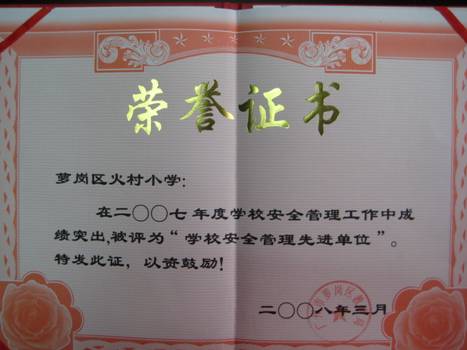 荣誉证书
萝岗区火村小学:
在二〇〇七年度学校安全管理工作中成
绩突出,被评为“学校安全管理先进单位”。
特发此证,以资鼓励!
二〇〇八年三月